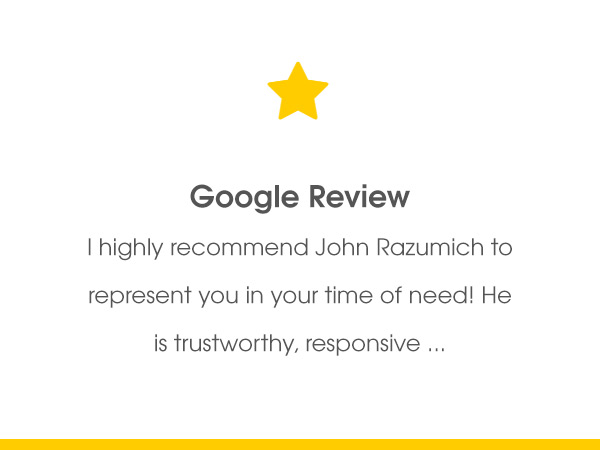 Google Review
I highly recommend John Razumich to
represent you in your time of need! He
is trustworthy, responsive ...